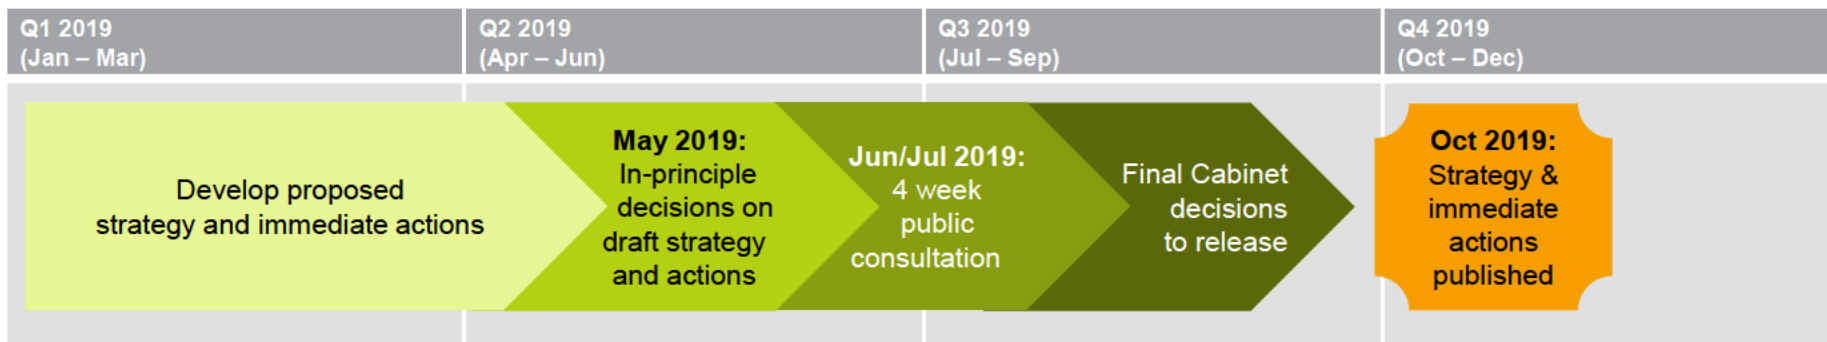 Q1 2019
(Jan – Mar)
Q2 2019
(Apr – Jun)
Q3 2019
(Jul – Sep)
Q4 2019
(Oct – Dec)
Develop proposed
strategy and immediate actions
May 2019:
In-principle
decisions on
draft strategy
and actions
Jun/Jul 2019:
4 week
public
consultation
Final Cabinet
decisions
to release
Oct 2019:
Strategy &
immediate
actions
published